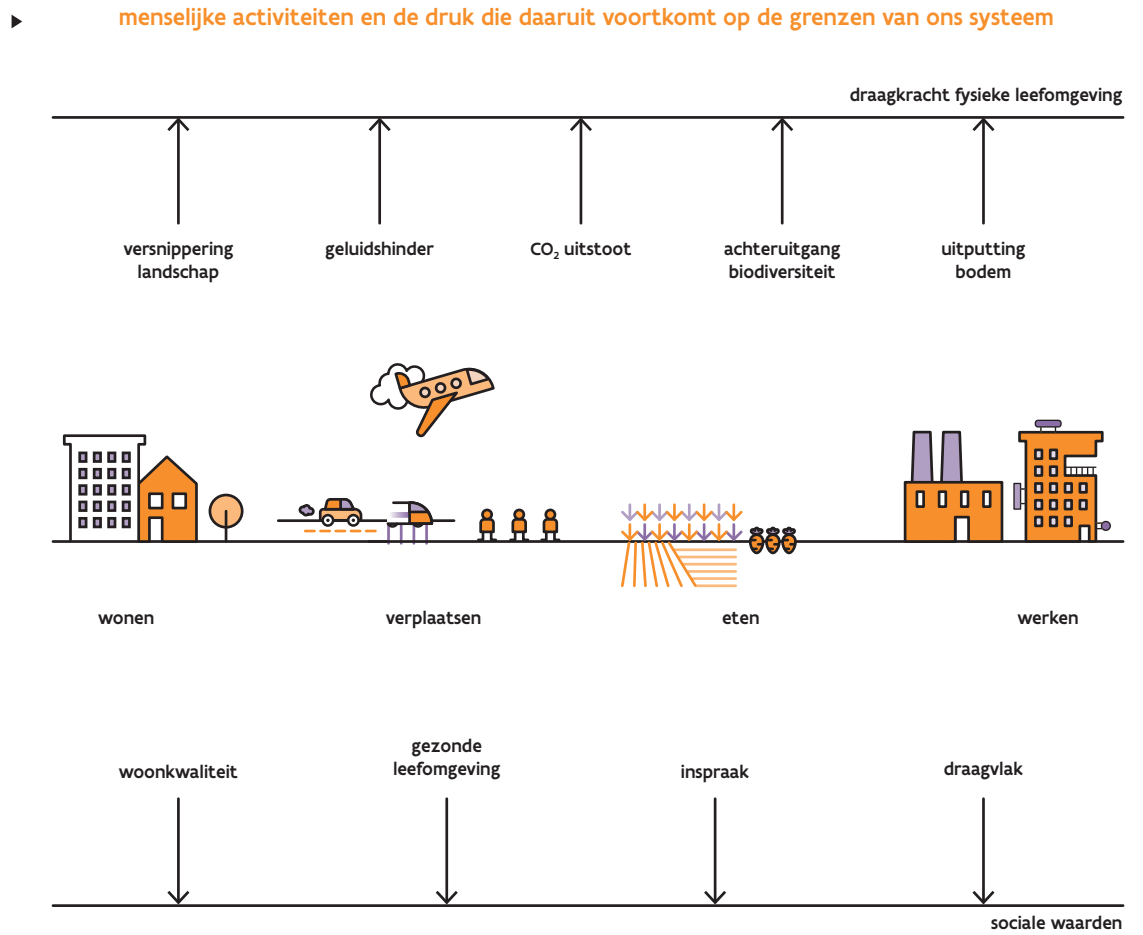 menselijke activiteiten en de druk die daaruit voortkomt op de grenzen van ons systeem
draagkracht fysieke leefomgeving
versnippering
landschap
geluidshinder
CO₂ uitstoot
achteruitgang
biodiversiteit
uitputting
bodem
wonen
verplaatsen
eten
werken
woonkwaliteit
gezonde
leefomgeving
inspraak
draagvlak
sociale waarden